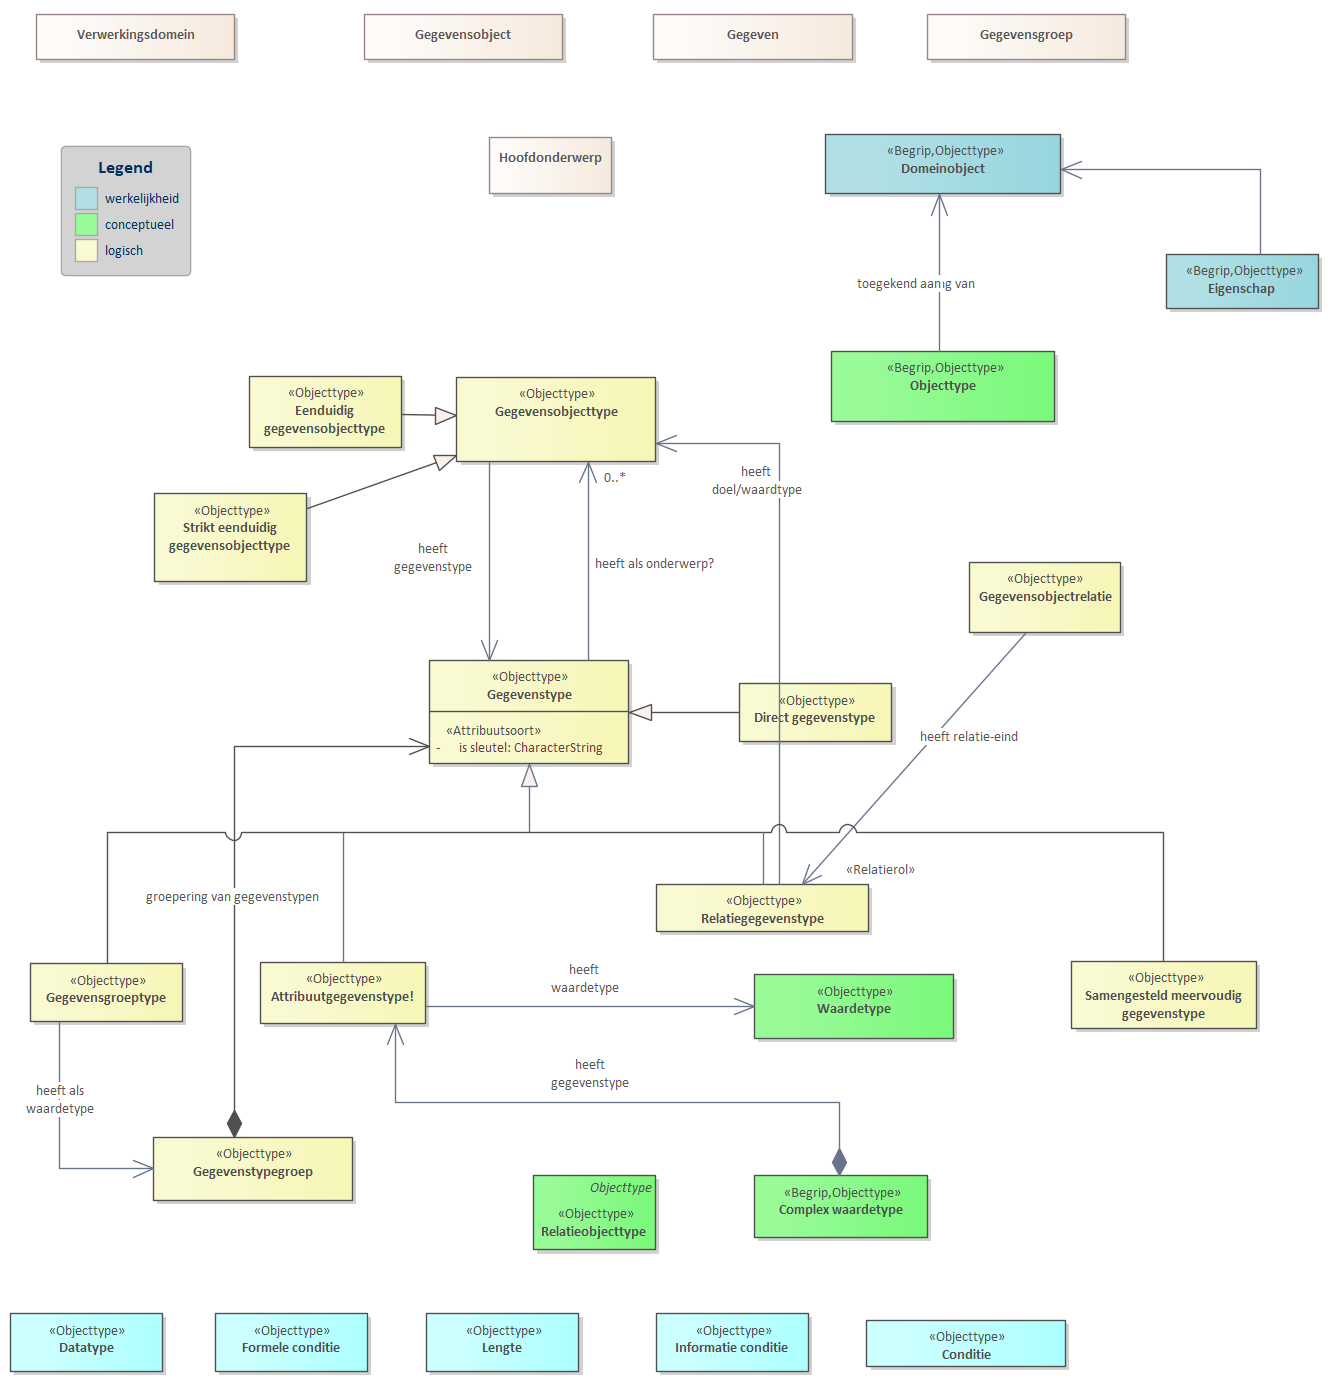 Verwerkingsdomein
Gegevensobject
Gegeven
Gegevensgroep
Hoofdonderwerp
Legend
werkelijkheid
conceptueel
logisch
«Begrip,Objecttype»
Domeinobject
«Begrip,Objecttype»
Eigenschap
«Begrip,Objecttype»
Objecttype
«Objecttype»
Eenduidig
gegevensobjecttype
«Objecttype»
Gegevensobjecttype
0..*
heeft
doel/waardtype
«Objecttype»
Strikt eenduidig
gegevensobjecttype
heeft
gegevenstype
heeft als onderwerp?
«Objecttype»
Gegevensobjectrelatie
«Objecttype»
Gegevenstype
«Attribuutsoort»
- is sleutel: CharacterString
«Objecttype»
Direct gegevenstype
heeft relatie-eind
«Relatierol»
groepering van gegevenstypen
«Objecttype»
Relatiegegevenstype
«Objecttype»
Gegevensgroeptype
«Objecttype»
Attribuutgegevenstype!
heeft
waardetype
«Objecttype»
Waardetype
«Objecttype»
Samengesteld meervoudig
gegevenstype
heeft als
waardetype
heeft
gegevenstype
«Objecttype»
Gegevenstypegroep
Objecttype
«Objecttype»
Relatieobjecttype
«Begrip,Objecttype»
Complex waardetype
«Objecttype»
Datatype
«Objecttype»
Formele conditie
«Objecttype»
Lengte
«Objecttype»
Informatie conditie
«Objecttype»
Conditie